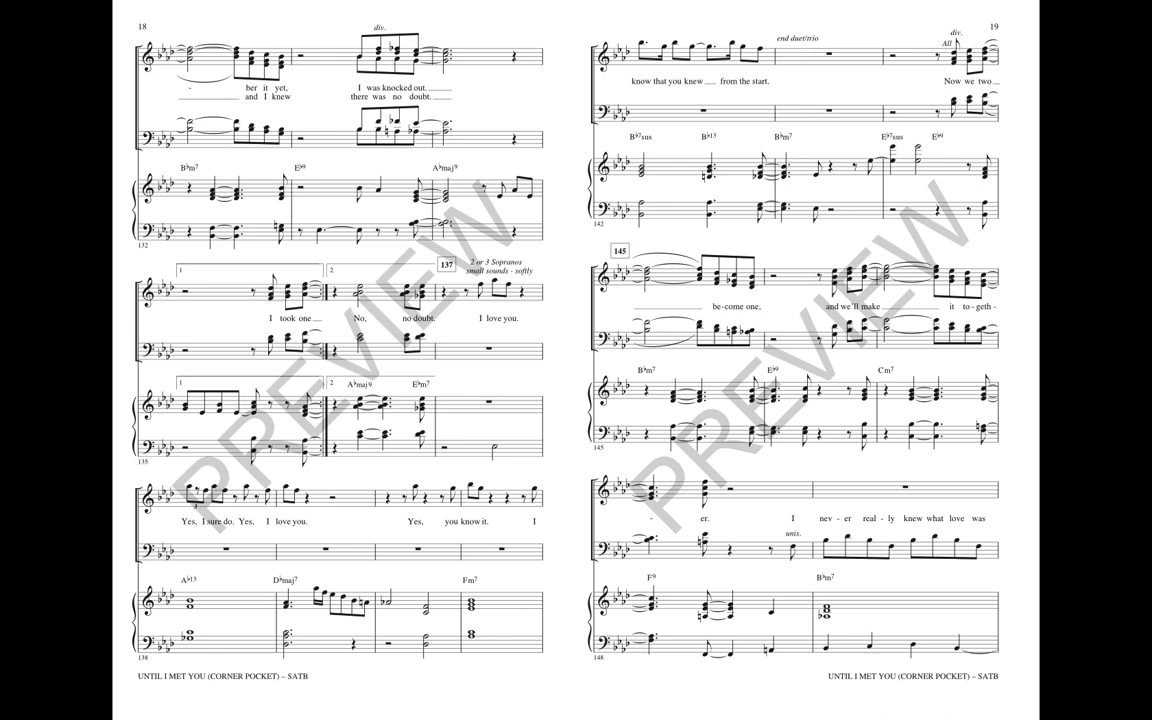 18
div.
- ber it yet, I was knocked out.
and I knew there was no doubt.
B♭m7 E♭9 A♭maj9
132
1 2 137 2 or 3 Sopranos
small sounds - softly
I took one No, no doubt. I love you.
1 2 A♭maj9 E♭m7
135
Yes, I sure do. Yes, I love you. Yes, you know it. I
A♭13 D♭maj7 Fm7
138
UNTIL I MET YOU (CORNER POCKET) – SATB
PREVIEW
19
end duet/trio
div.
All
know that you knew from the start. Now we two
B♭7sus B♭13 B♭m7 E♭7sus E♭9
142
145
be-come one, and we'll make it to-geth-
B♭m7 E♭9 Cm7
145
- er. I nev - er real - ly knew what love was
unis.
F9 B♭m7
148
UNTIL I MET YOU (CORNER POCKET) – SATB
PREVIEW